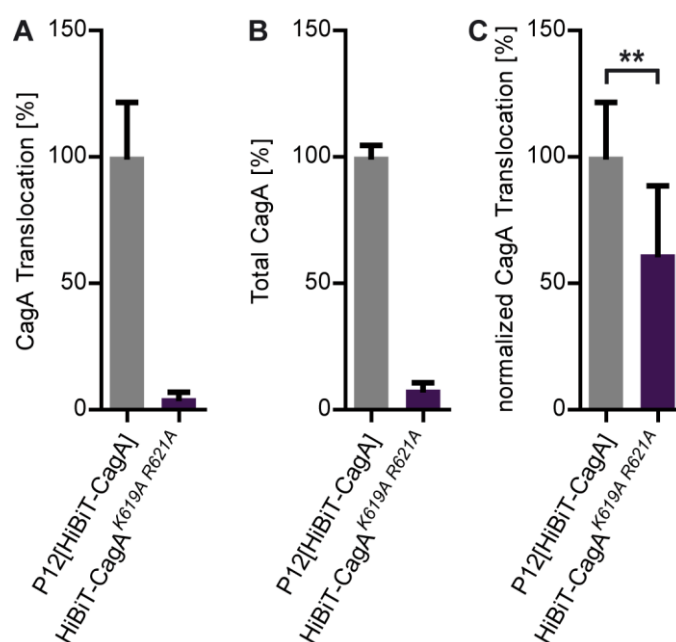 A
CagA Translocation [%]
150
100
50
0
P12[HiBiT-CagA]
HiBiT-CagA K619A R621A
B
Total CagA [%]
150
100
50
0
P12[HiBiT-CagA]
HiBiT-CagA K619A R621A
C
normalized CagA Translocation [%]
150
100
50
0
**
P12[HiBiT-CagA]
HiBiT-CagA K619A R621A